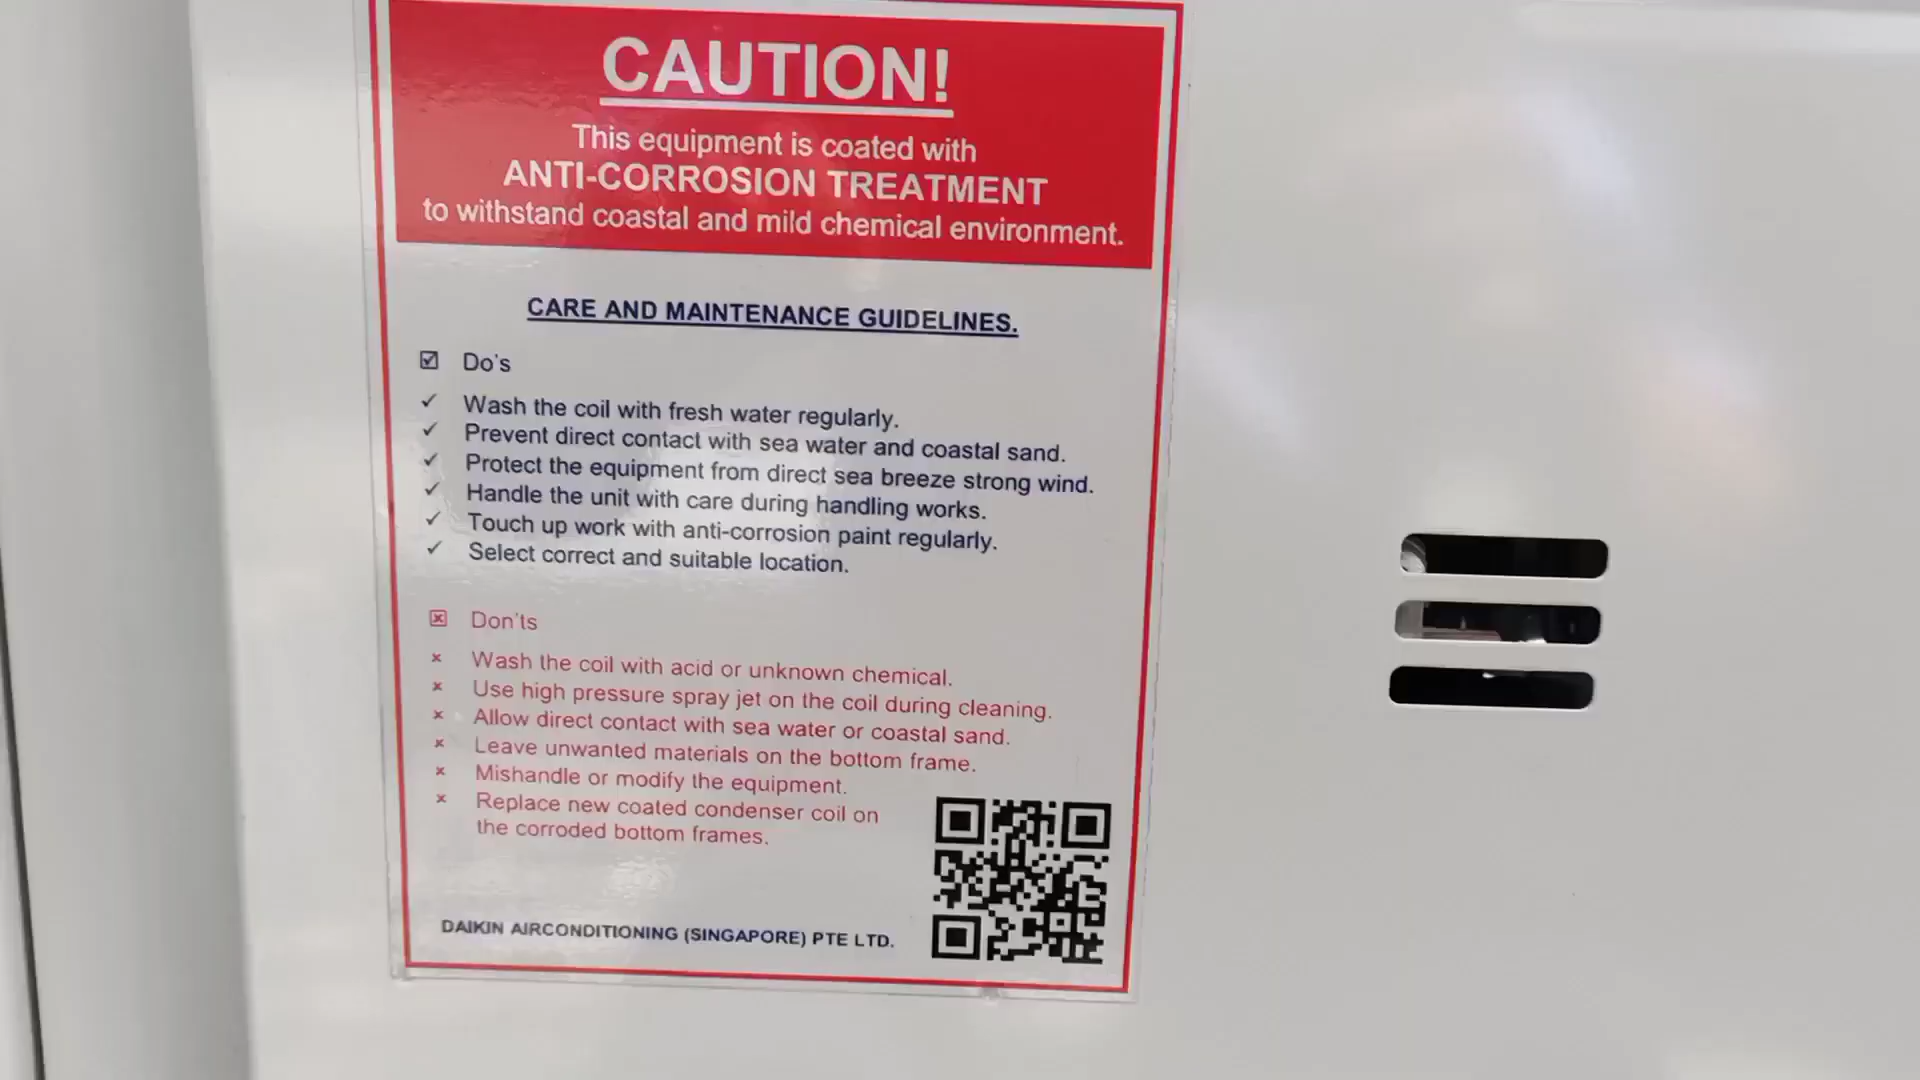 CAUTION!
This equipment is coated with
ANTI-CORROSION TREATMENT
to withstand coastal and mild chemical environment.
CARE AND MAINTENANCE GUIDELINES.
Do's
Wash the coil with fresh water regularly.
Prevent direct contact with sea water and coastal sand.
Protect the equipment from direct sea breeze strong wind.
Handle the unit with care during handling works.
Touch up work with anti-corrosion paint regularly.
Select correct and suitable location.
Don'ts
Wash the coil with acid or unknown chemical.
Use high pressure spray jet on the coil during cleaning.
Allow direct contact with sea water or coastal sand.
Leave unwanted materials on the bottom frame.
Mishandle or modify the equipment.
Replace new coated condenser coil on
the corroded bottom frames.
DAIKIN AIRCONDITIONING (SINGAPORE) PTE LTD.